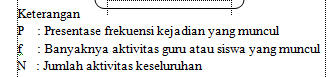 Keterangan
P : Presentase frekuensi kejadian yang muncul
f : Banyaknya aktivitas guru atau siswa yang muncul
N : Jumlah aktivitas keseluruhan